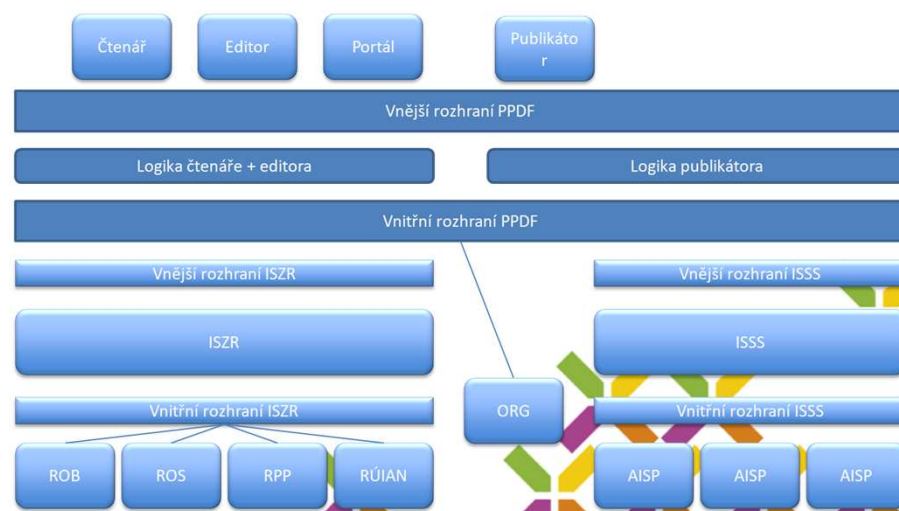 Čtenář
Editor
Portál
Publikáto
r
Vnější rozhraní PPDF
Logika čtenáře + editora
Logika publikátora
Vnitřní rozhraní PPDF
Vnější rozhraní ISZR
Vnější rozhraní ISSS
ISZR
ISSS
ORG
Vnitřní rozhraní ISZR
Vnitřní rozhraní ISSS
ROB
ROS
RPP
RÚIAN
AISP
AISP
AISP